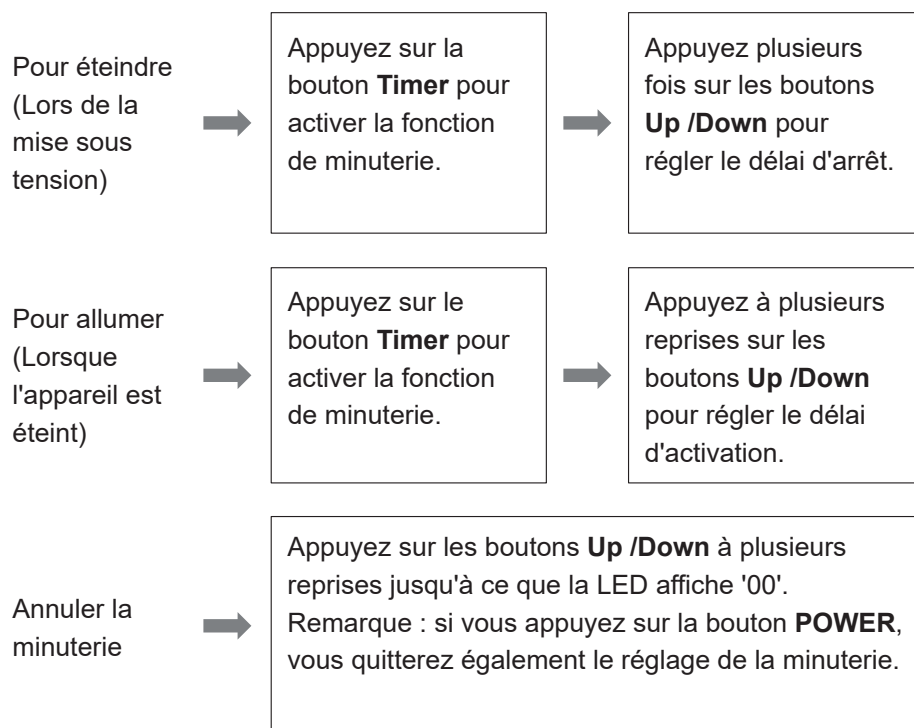 Pour éteindre
(Lors de la
mise sous
tension)
Appuyez sur la
bouton Timer pour
activer la fonction
de minuterie.
Appuyez plusieurs
fois sur les boutons
Up /Down pour
régler le délai d'arrêt.
Pour allumer
(Lorsque
l'appareil est
éteint)
Appuyez sur le
bouton Timer pour
activer la fonction
de minuterie.
Appuyez à plusieurs
reprises sur les
boutons Up /Down
pour régler le délai
d'activation.
Annuler la
minuterie
Appuyez sur les boutons Up /Down à plusieurs
reprises jusqu'à ce que la LED affiche '00'.
Remarque : si vous appuyez sur la bouton POWER,
vous quitterez également le réglage de la minuterie.